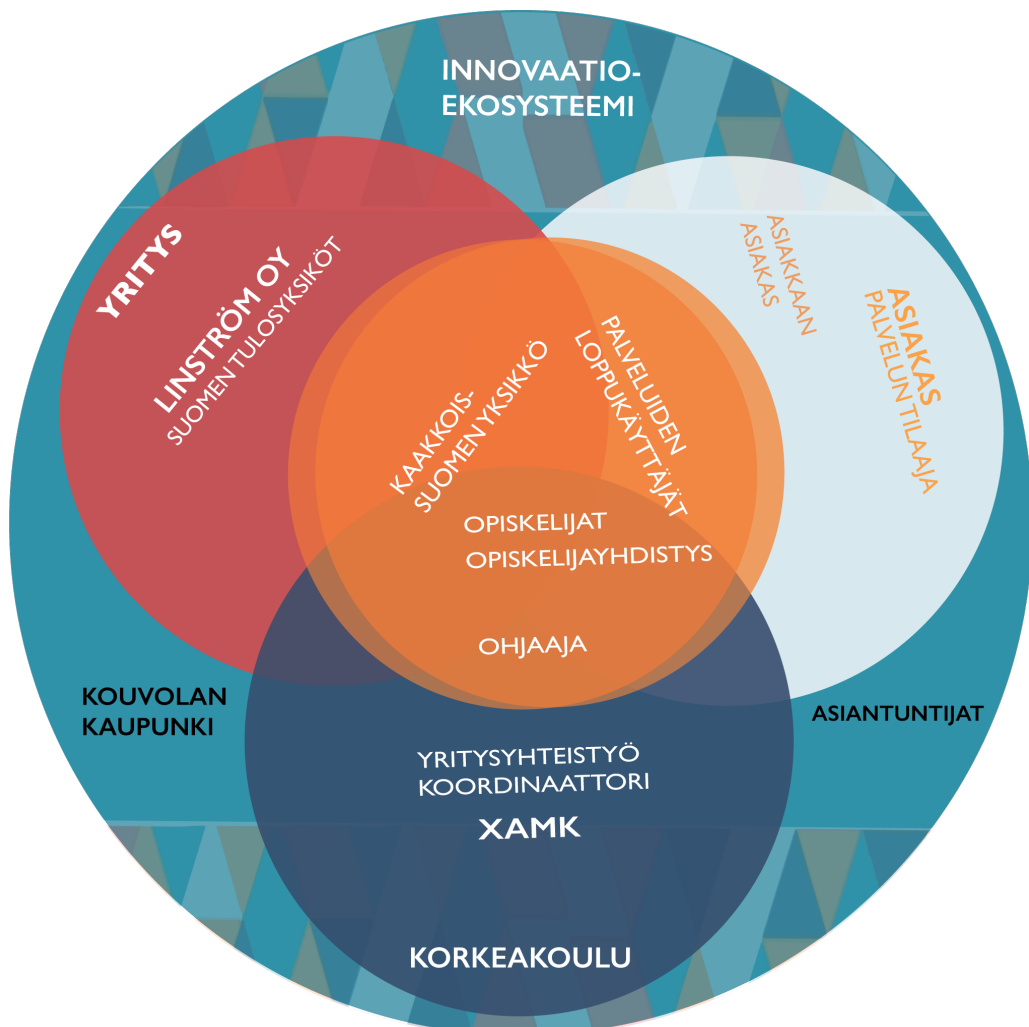 INNOVAATIO-
EKOSYSTEEMI
YRITYS
LINSTRÖM OY
SUOMEN TULOSYKSIKÖT
ASIAKKAAN
ASIAKAS
ASIAKAS
PALVELUN TILAAJA
KAAKKOIS-
SUOMEN YKSIKKÖ
PALVELUIDEN
LOPPUKÄYTTÄJÄT
OPISKELIJAT
OPISKELIJAYHDISTYS
OHJAAJA
KOUVOLAN
KAUPUNKI
ASIANTUNTIJAT
YRITYSYHTEISTYÖ
KOORDINAATTORI
XAMK
KORKEAKOULU